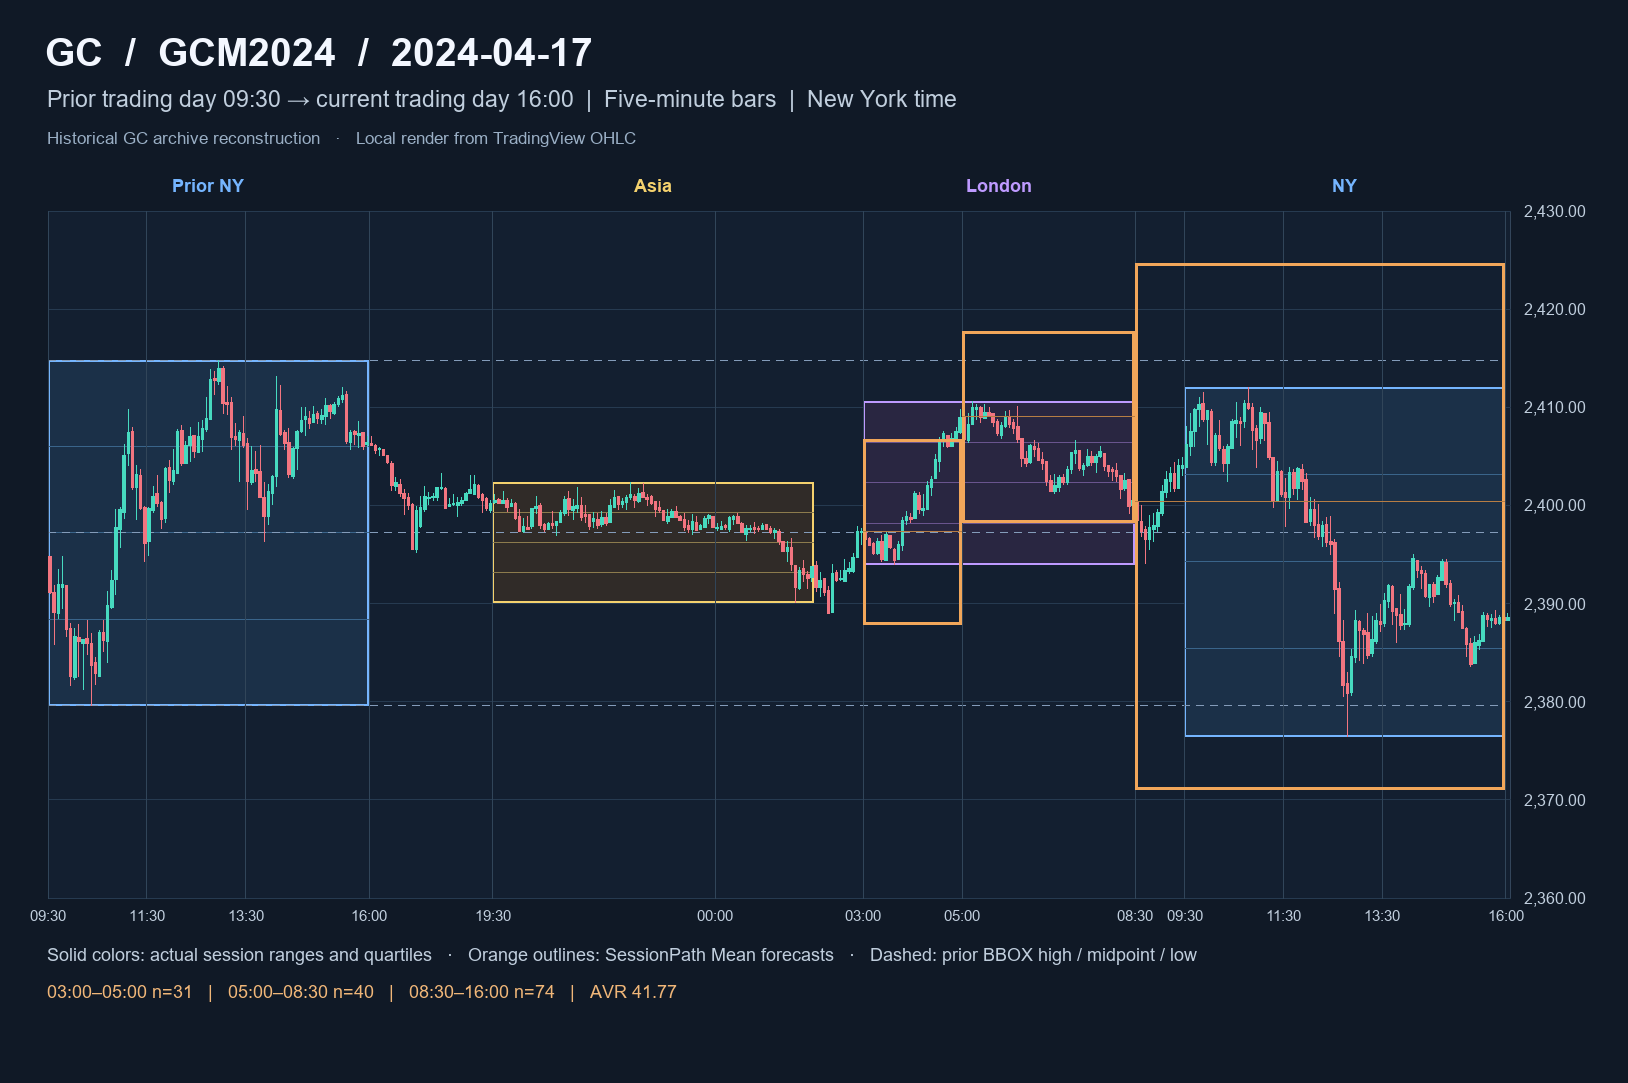 GC / GCM2024 / 2024-04-17
Prior trading day 09:30 → current trading day 16:00 | Five-minute bars | New York time
Historical GC archive reconstruction · Local render from TradingView OHLC
Prior NY Asia London NY
2,430.00
2,420.00
2,410.00
2,400.00
2,390.00
2,380.00
2,370.00
2,360.00
09:30 11:30 13:30 16:00 19:30 00:00 03:00 05:00 08:30 09:30 11:30 13:30 16:00
Solid colors: actual session ranges and quartiles · Orange outlines: SessionPath Mean forecasts · Dashed: prior BBOX high / midpoint / low
03:00–05:00 n=31 | 05:00–08:30 n=40 | 08:30–16:00 n=74 | AVR 41.77